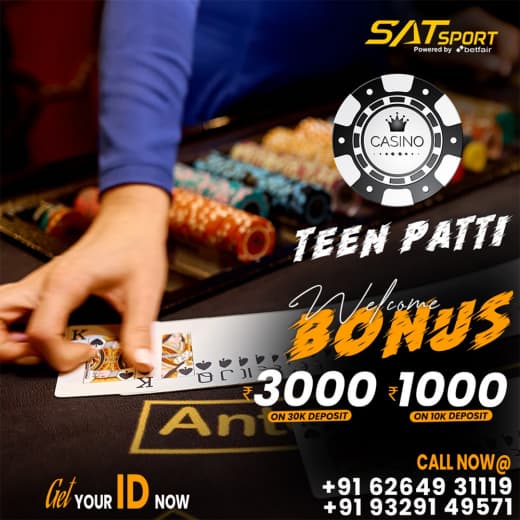 SATSPORT
Powered by betfair
CASINO
TEEN PATTI
Welcome
BONUS
₹3000 ₹1000
ON 30K DEPOSIT ON 10K DEPOSIT
K
K
J
Ant
CALL NOW@
Get YOUR ID NOW
+91 62649 31119
+91 93291 49571